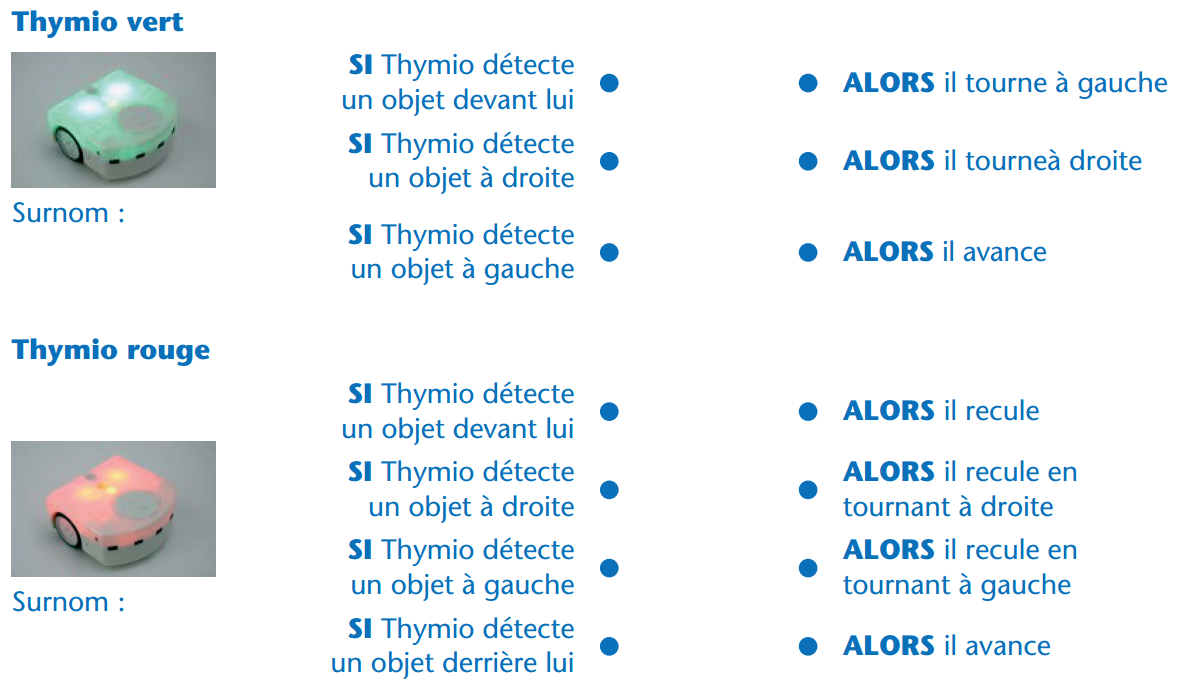 Thymio vert
SI Thymio détecte
un objet devant lui
ALORS il tourne à gauche
SI Thymio détecte
un objet à droite
ALORS il tourneà droite
Surnom :
SI Thymio détecte
un objet à gauche
ALORS il avance
Thymio rouge
SI Thymio détecte
un objet devant lui
ALORS il recule
SI Thymio détecte
un objet à droite
ALORS il recule en
tournant à droite
SI Thymio détecte
un objet à gauche
ALORS il recule en
tournant à gauche
Surnom :
SI Thymio détecte
un objet derrière lui
ALORS il avance